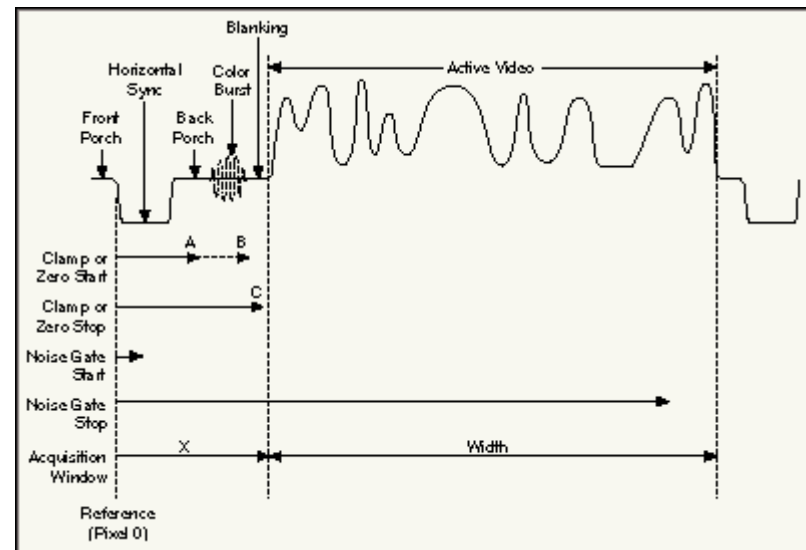 Blanking
Horizontal
Sync
Color
Burst
Active Video
Front
Porch
Back
Porch
A
B
Clamp or
Zero Start
C
Clamp or
Zero Stop
Noise Gate
Start
Noise Gate
Stop
X
Width
Acquisition
Window
Reference
(Pixel 0)